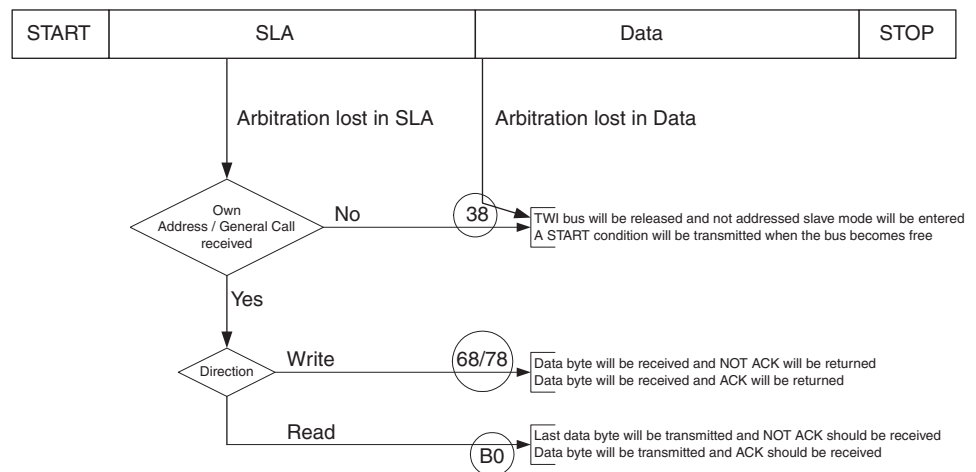 START SLA Data STOP
Arbitration lost in SLA Arbitration lost in Data
Own
Address / General Call
received
No 38
TWI bus will be released and not addressed slave mode will be entered
A START condition will be transmitted when the bus becomes free
Yes
Direction
Write 68/78
Data byte will be received and NOT ACK will be returned
Data byte will be received and ACK will be returned
Read B0
Last data byte will be transmitted and NOT ACK should be received
Data byte will be transmitted and ACK should be received